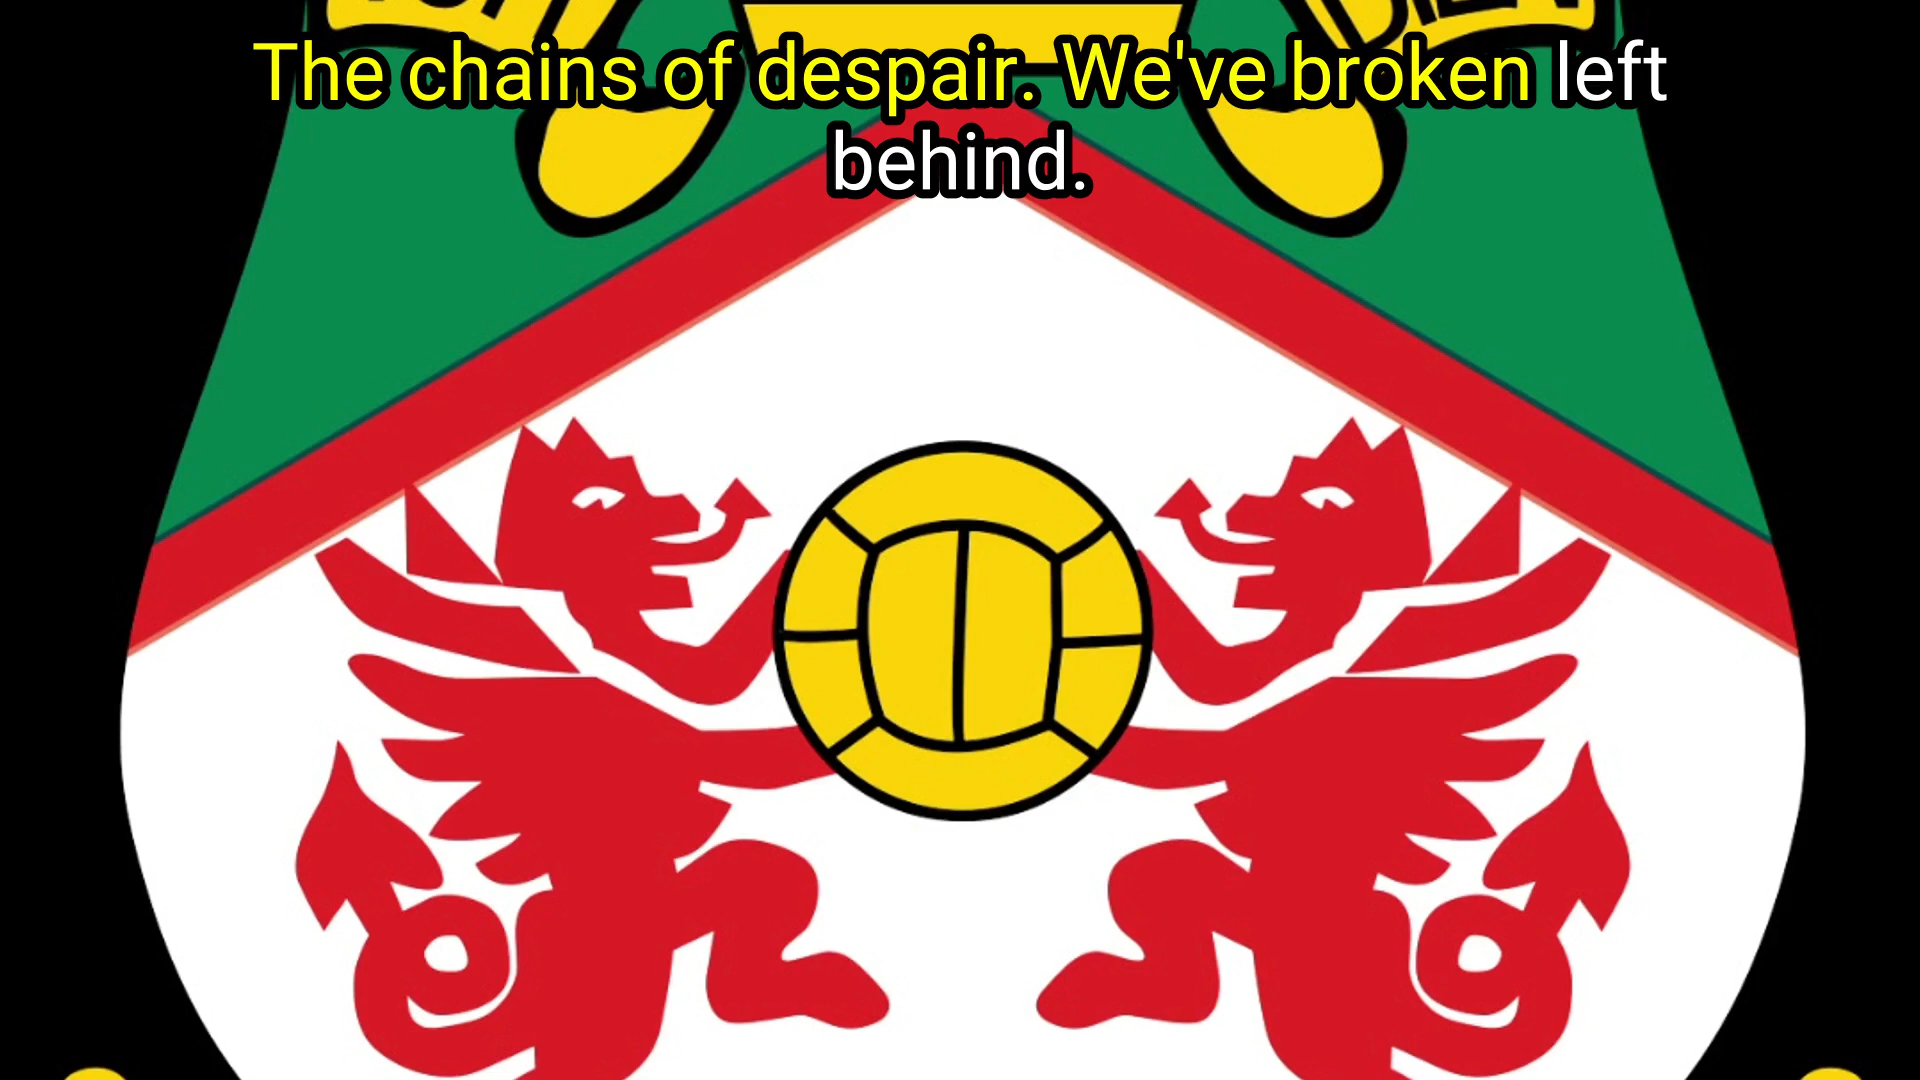 The chains of despair. We've broken left
behind.